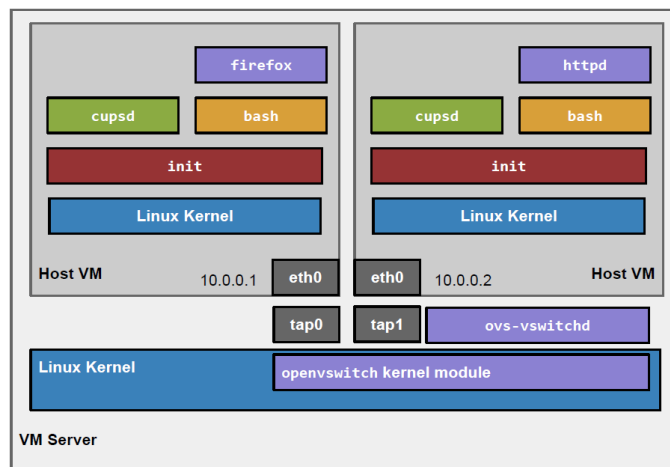 firefox
cupsd
bash
init
Linux Kernel
Host VM
10.0.0.1
eth0
httpd
cupsd
bash
init
Linux Kernel
eth0
10.0.0.2
Host VM
tap0
tap1
ovs-vswitchd
Linux Kernel
openvswitch kernel module
VM Server